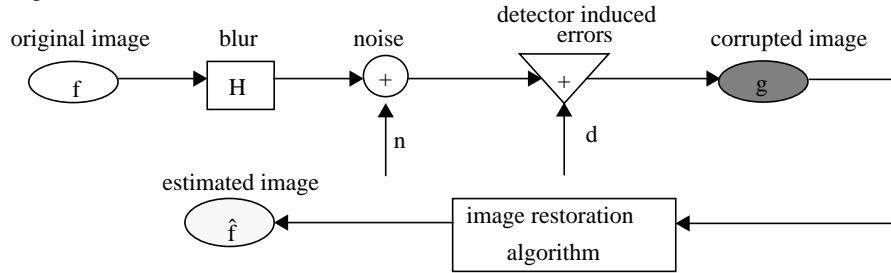 detector induced
errors
original image
blur
noise
corrupted image
f
H
+
+
g
n
d
estimated image
f̂
image restoration
algorithm